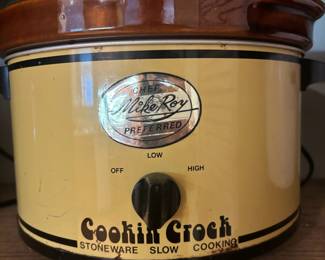 CHEF
Mike Roy
PREFERRED
LOW
OFF HIGH
Cookin Crock
STONEWARE SLOW COOKING